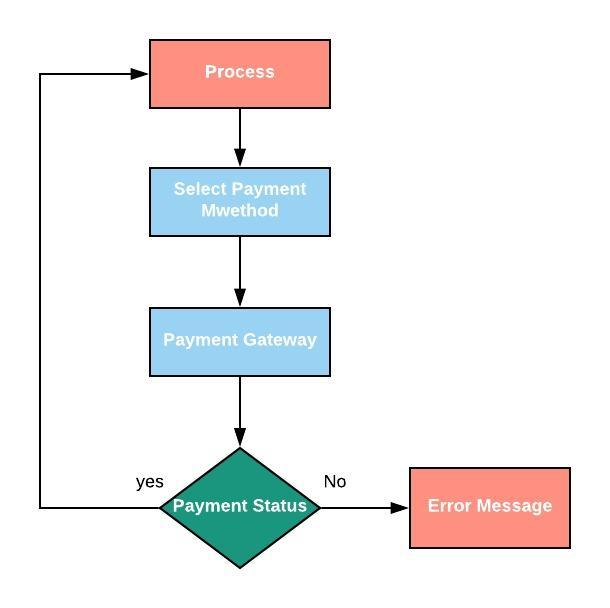 Process
Select Payment
Mwethod
Payment Gateway
yes
No
Payment Status
Error Message